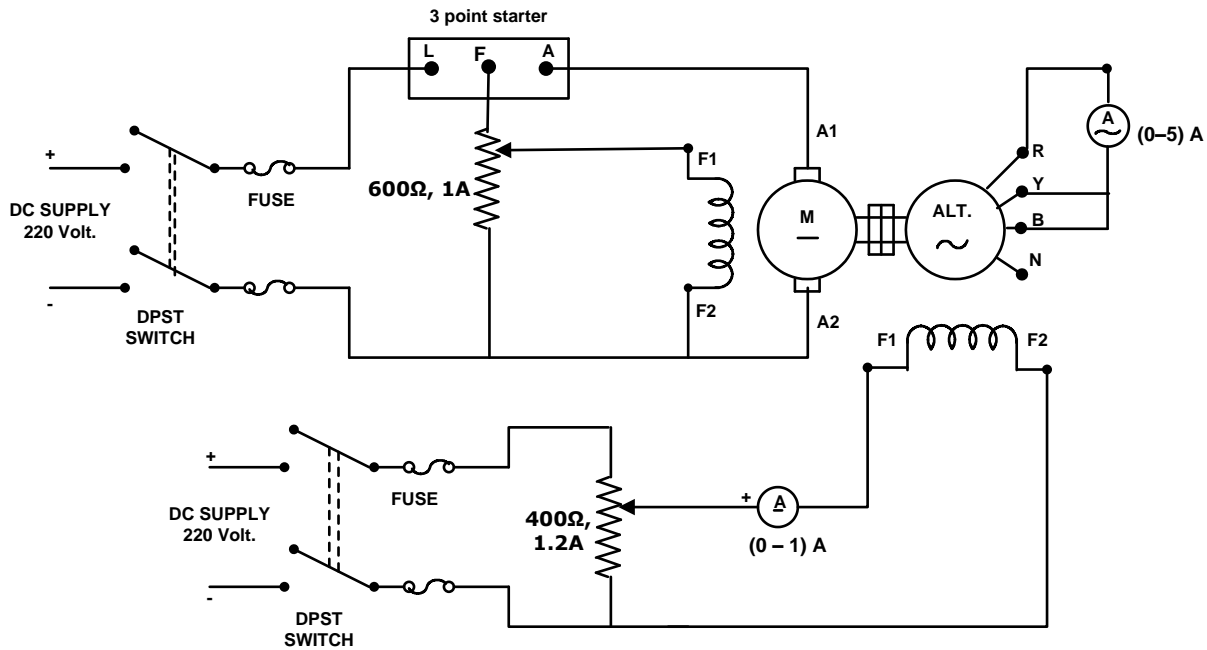 3 point starter
L F A
A1
A
(0–5) A
R
+
FUSE
600Ω, 1A
F1
M
ALT.
Y
B
DC SUPPLY
220 Volt.
N
-
DPST
SWITCH
F2
A2
F1 F2
+
FUSE
DC SUPPLY
220 Volt.
400Ω,
1.2A
+ A
(0 – 1) A
-
DPST
SWITCH